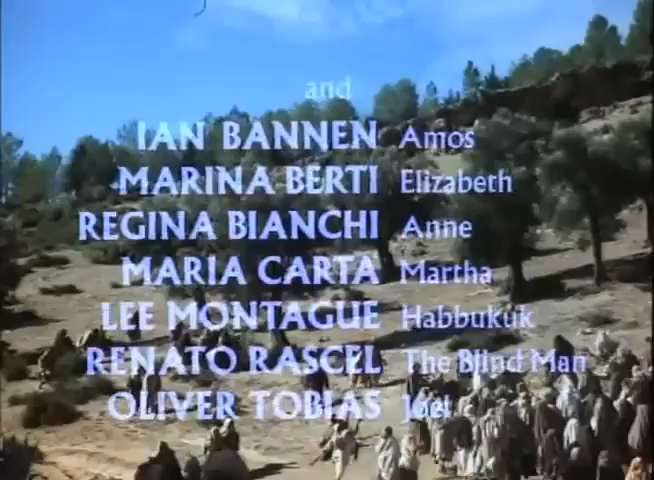 and
IAN BANNEN Amos
MARINA BERTI Elizabeth
REGINA BIANCHI Anne
MARIA CARTA Martha
LEE MONTAGUE Habbukuk
RENATO RASCEL The Blind Man
OLIVER TOBIAS Joel